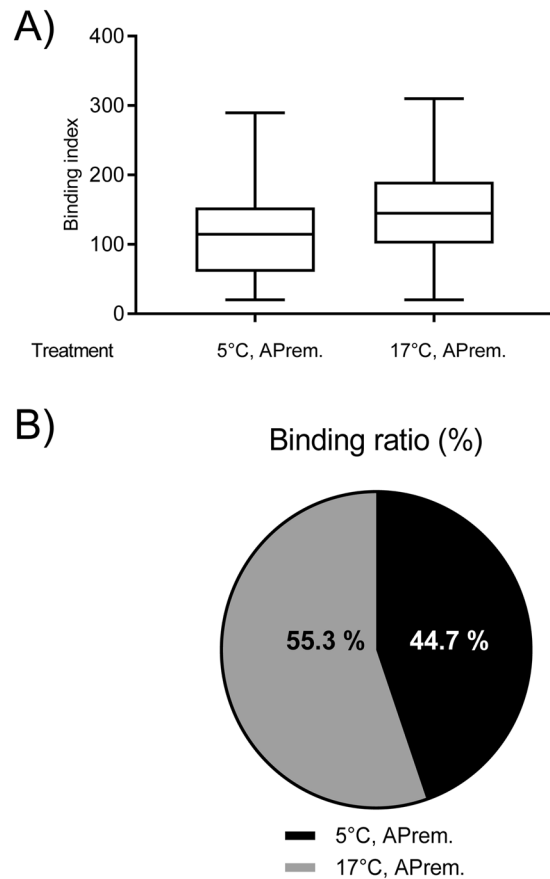 A)
400
300
200
100
0
Binding index
Treatment 5°C, APrem. 17°C, APrem.
B)
Binding ratio (%)
55.3 % 44.7 %
5°C, APrem.
17°C, APrem.